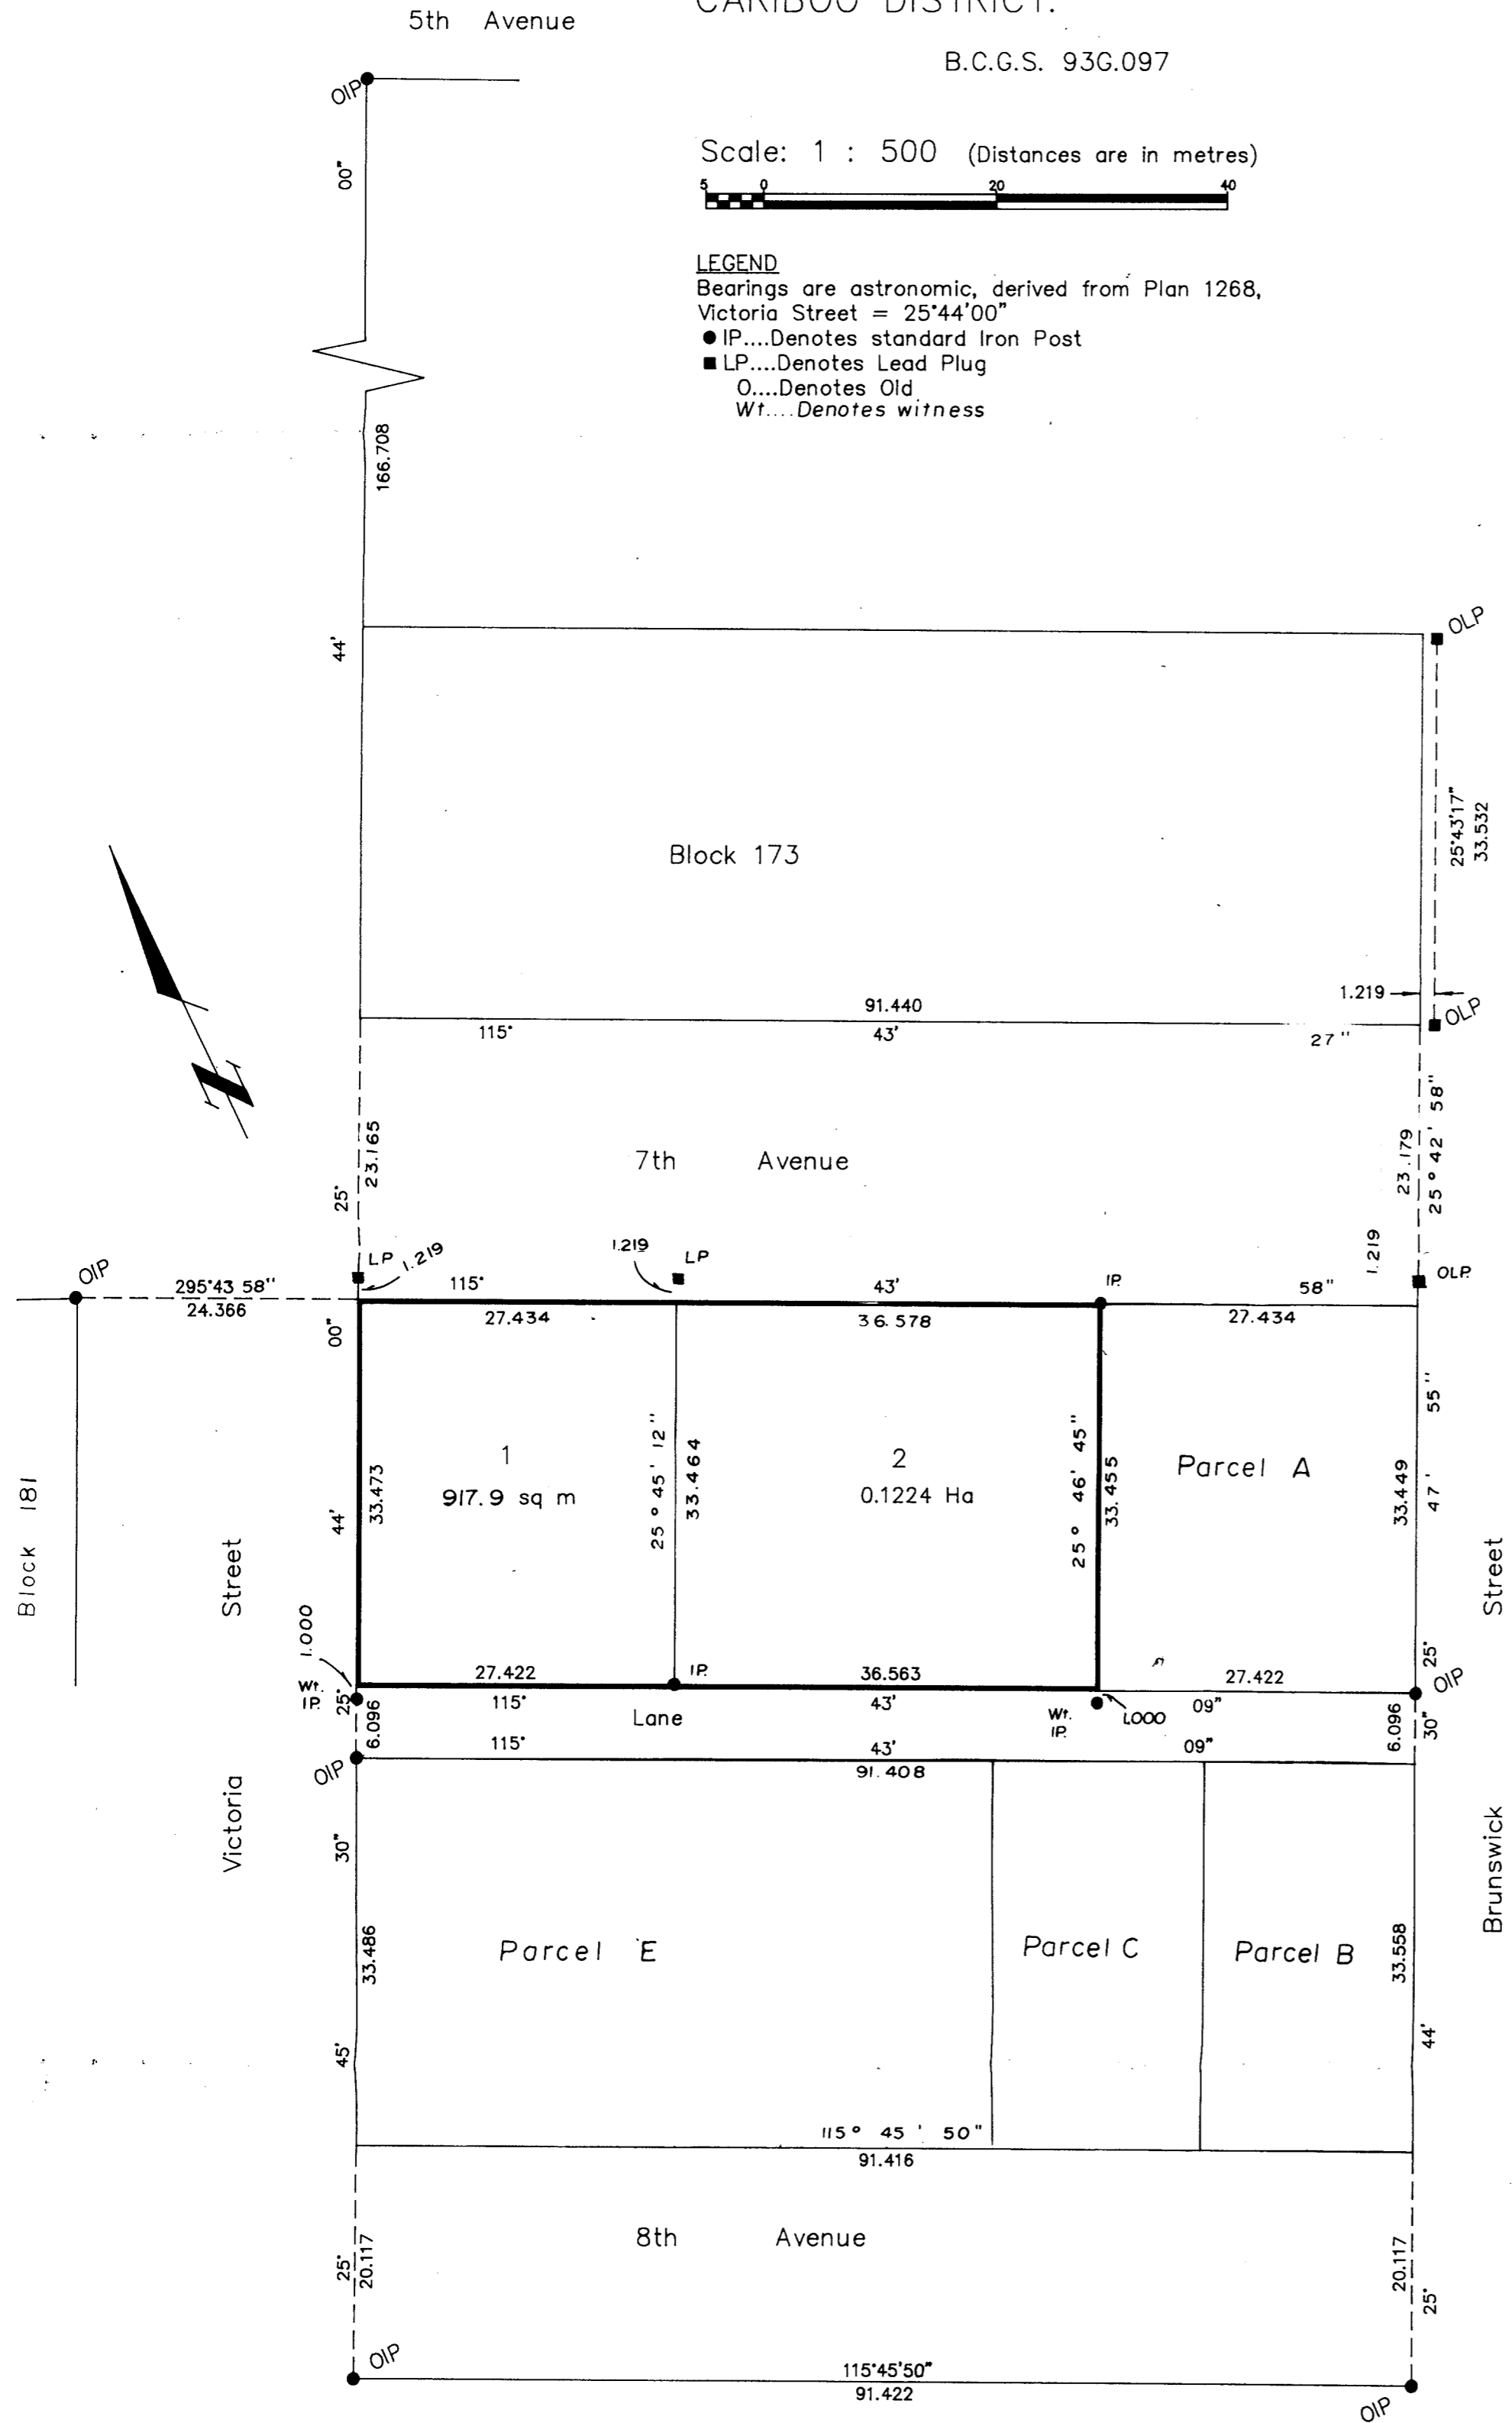 CARIBOO DISTRICT.
5th Avenue
B.C.G.S. 93G.097
OIP
Scale: 1 : 500 (Distances are in metres)
5 0 20 40
00"
LEGEND
Bearings are astronomic, derived from Plan 1268,
Victoria Street = 25°44'00"
IP....Denotes standard Iron Post
LP....Denotes Lead Plug
O....Denotes Old
Wt....Denotes witness
166.708
44'
OLP
25°43'17"
33.532
Block 173
1.219
OLP
91.440
115° 43' 27"
23.165
25°
7th Avenue
23.179
25° 42' 58"
1.219
LP
1.219
1.219
LP
OLP.
OIP
295°43 58"
24.366
115° 43' 58"
IP.
27.434
36.578
27.434
00"
55"
1
917.9 sq m
25° 45' 12"
33.464
2
0.1224 Ha
25° 46' 45"
33.455
Parcel A
33.449
47'
33.473
44'
Block 181
Street
Street
1.000
25°
Wt.
IP.
25°
27.422
IP.
36.563
27.422
OIP
115° 43' 09"
Lane
Wt.
IP.
1.000
6.096
6.096
30"
115° 43' 09"
91.408
OIP
Victoria
Brunswick
30"
33.486
45'
Parcel E
Parcel C
Parcel B
33.558
44'
115° 45' 50"
91.416
8th Avenue
25°
20.117
20.117
25°
OIP
115°45'50"
91.422
OIP
N